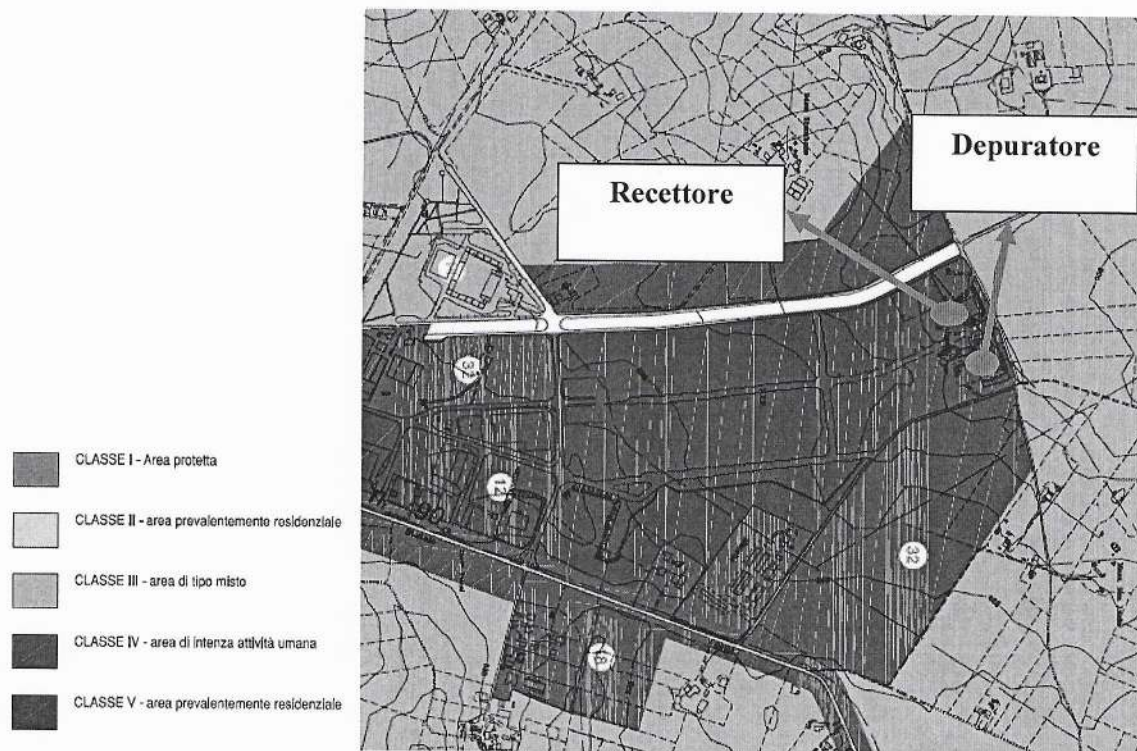 Depuratore
Recettore
32
12
32
18
CLASSE I - Area protetta
CLASSE II - area prevalentemente residenziale
CLASSE III - area di tipo misto
CLASSE IV - area di intenza attività umana
CLASSE V - area prevalentemente residenziale